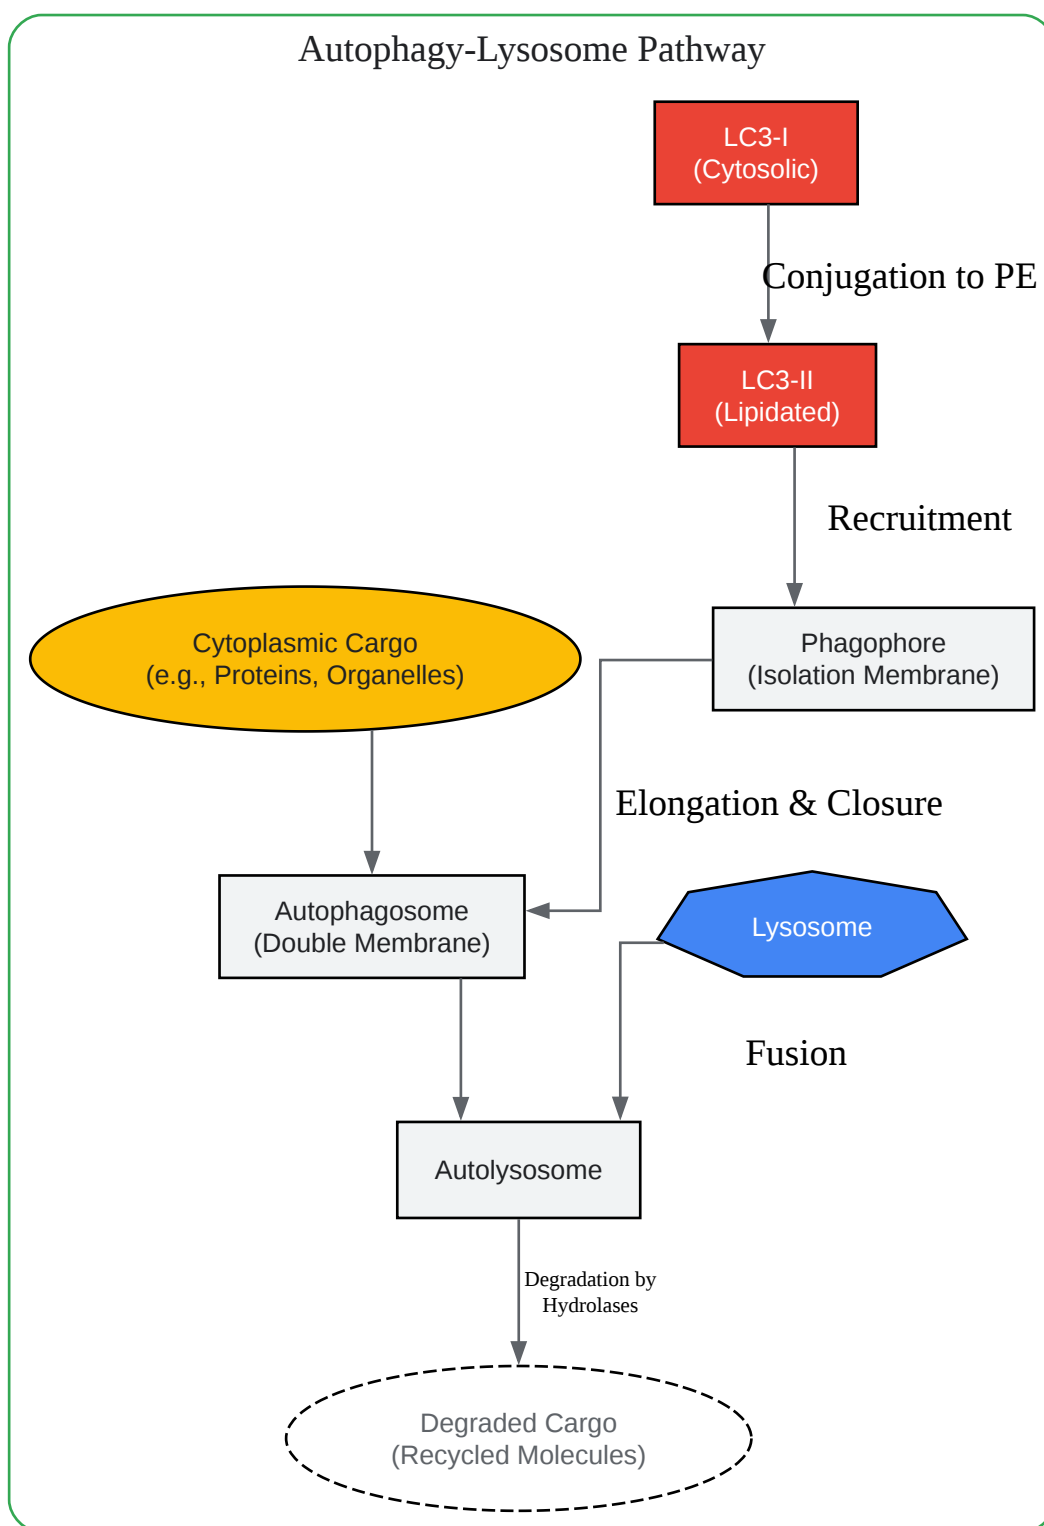 Autophagy-Lysosome Pathway
LC3-I
(Cytosolic)
Conjugation to PE
LC3-II
(Lipidated)
Recruitment
Cytoplasmic Cargo
(e.g., Proteins, Organelles)
Phagophore
(Isolation Membrane)
Elongation & Closure
Autophagosome
(Double Membrane)
Lysosome
Fusion
Autolysosome
Degradation by
Hydrolases
Degraded Cargo
(Recycled Molecules)